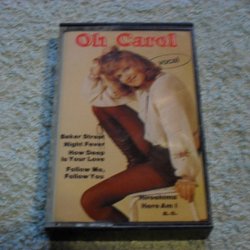 Oh Carol
vocal
Baker Street
Night Fever
How Deep
Is Your Love
Follow Me,
Follow You
Hiroshima
Here Am I
a.o.